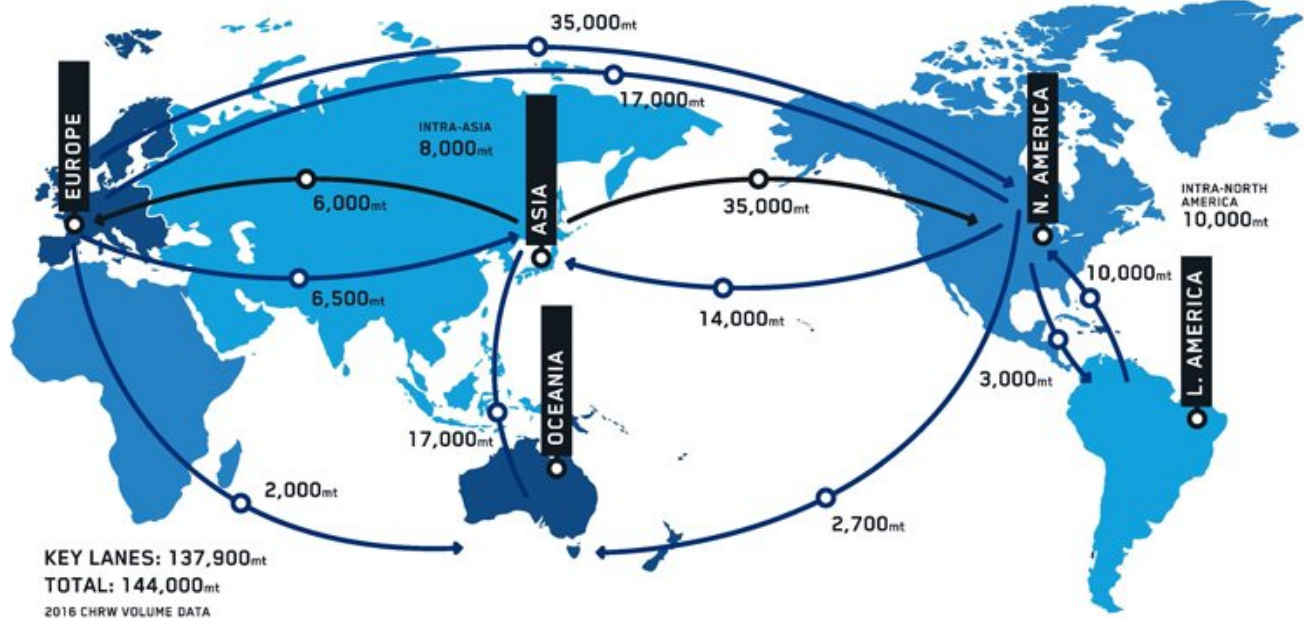 35,000mt
17,000mt
EUROPE
INTRA-ASIA
8,000mt
ASIA
N. AMERICA
6,000mt
35,000mt
INTRA-NORTH
AMERICA
10,000mt
6,500mt
14,000mt
10,000mt
L. AMERICA
OCEANIA
3,000mt
17,000mt
2,000mt
2,700mt
KEY LANES: 137,900mt
TOTAL: 144,000mt
2016 CHRW VOLUME DATA